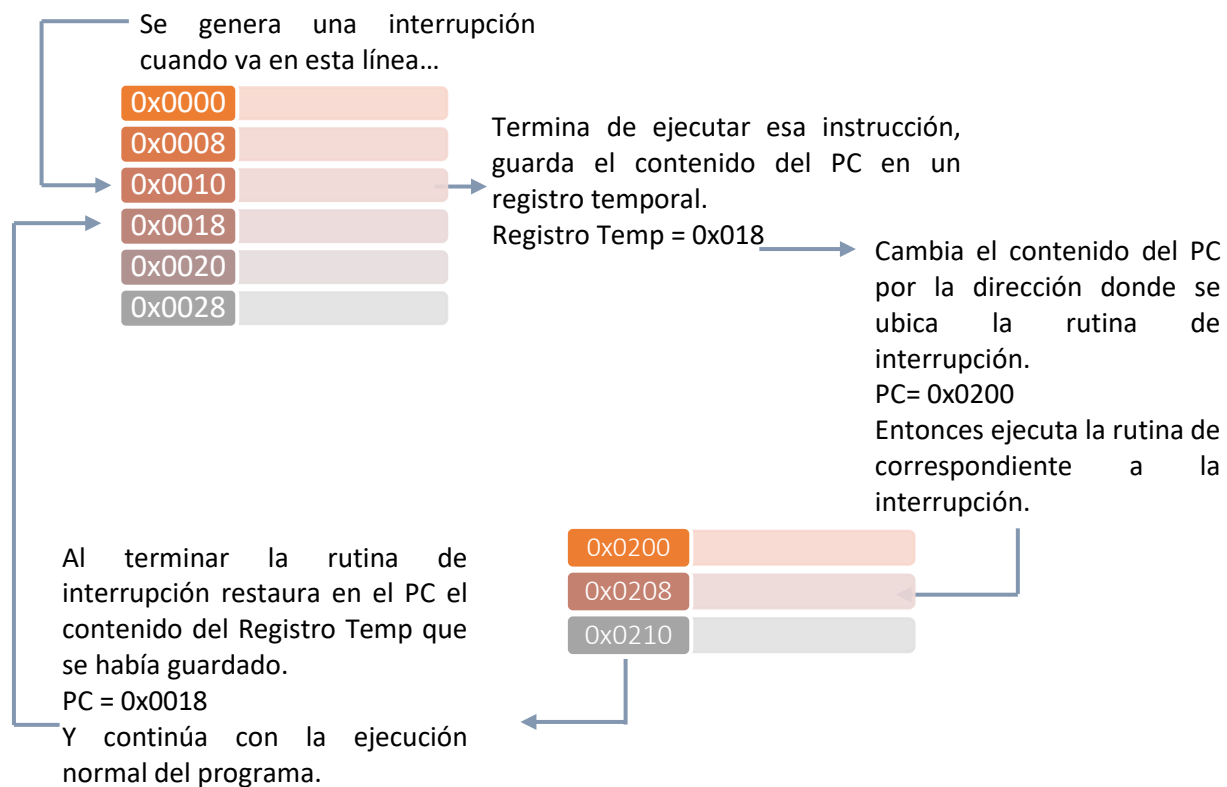 Se genera una interrupción
cuando va en esta línea…
0x0000
0x0008
0x0010
0x0018
0x0020
0x0028
Termina de ejecutar esa instrucción,
guarda el contenido del PC en un
registro temporal.
Registro Temp = 0x018
Cambia el contenido del PC
por la dirección donde se
ubica la rutina de
interrupción.
PC= 0x0200
Entonces ejecuta la rutina de
correspondiente a la
interrupción.
0x0200
0x0208
0x0210
Al terminar la rutina de
interrupción restaura en el PC el
contenido del Registro Temp que
se había guardado.
PC = 0x0018
Y continúa con la ejecución
normal del programa.